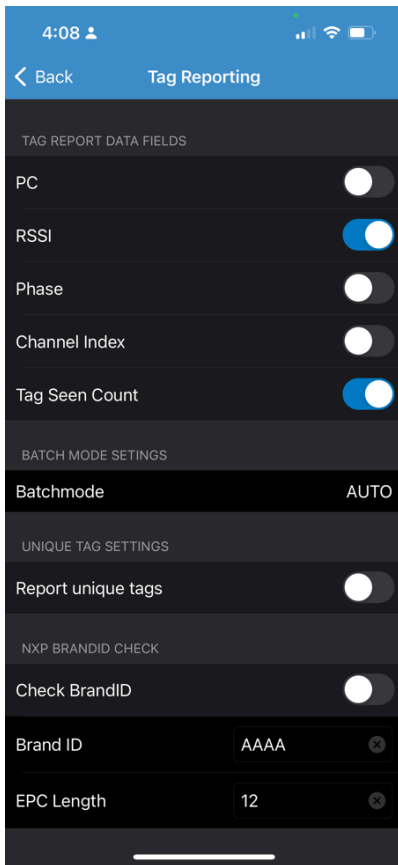 4:08
Back Tag Reporting
TAG REPORT DATA FIELDS
PC
RSSI
Phase
Channel Index
Tag Seen Count
BATCH MODE SETINGS
Batchmode AUTO
UNIQUE TAG SETTINGS
Report unique tags
NXP BRANDID CHECK
Check BrandID
Brand ID AAAA
EPC Length 12